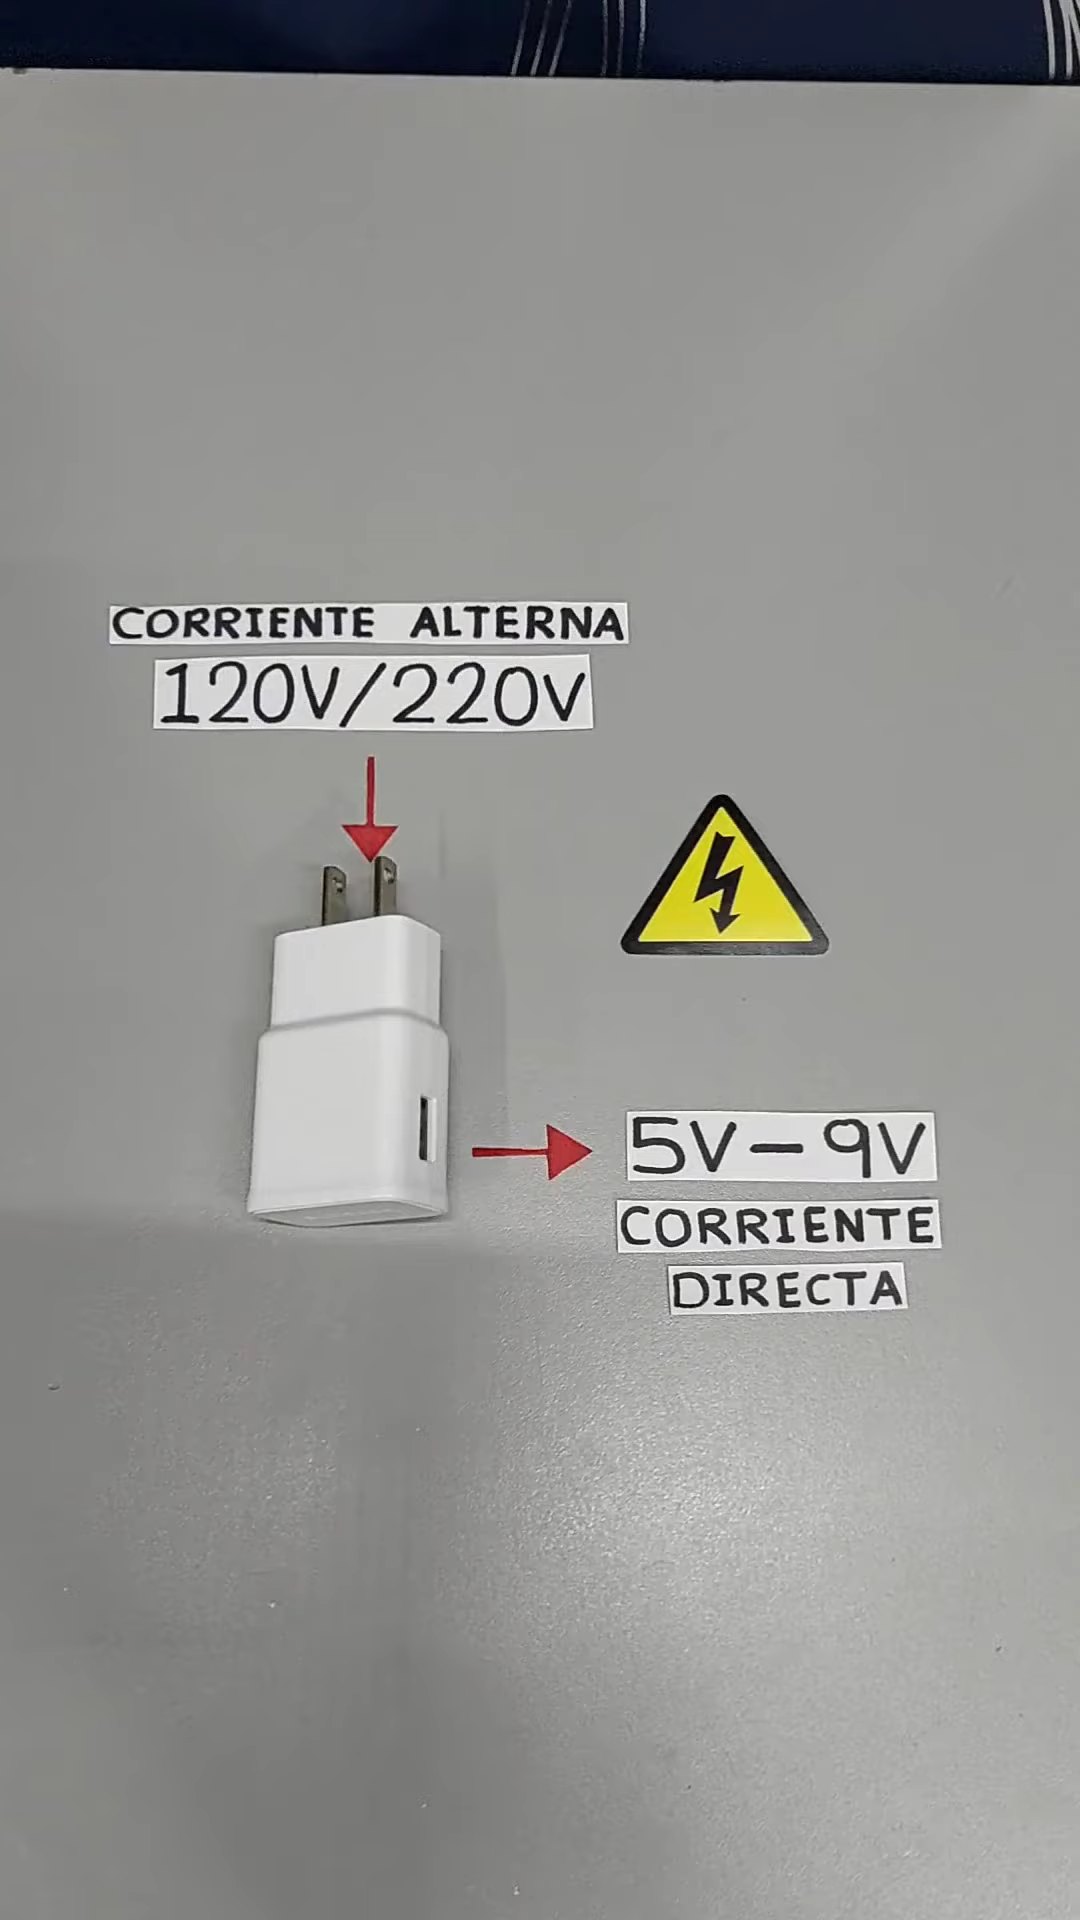 CORRIENTE ALTERNA
120V/220V
5V-9V
CORRIENTE
DIRECTA